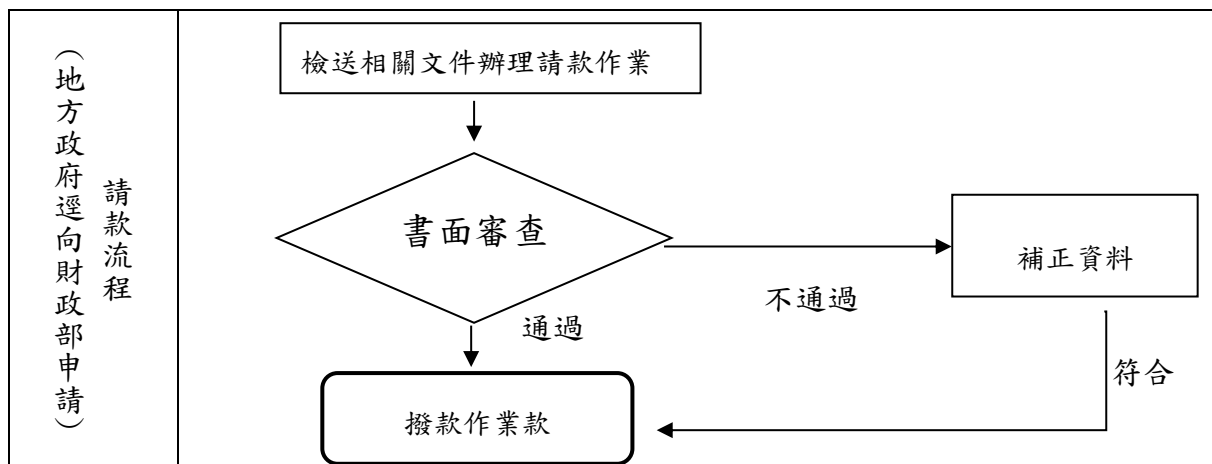 請款流程
（地方政府逕向財政部申請）
檢送相關文件辦理請款作業
書面審查
補正資料
不通過
通過
符合
撥款作業款